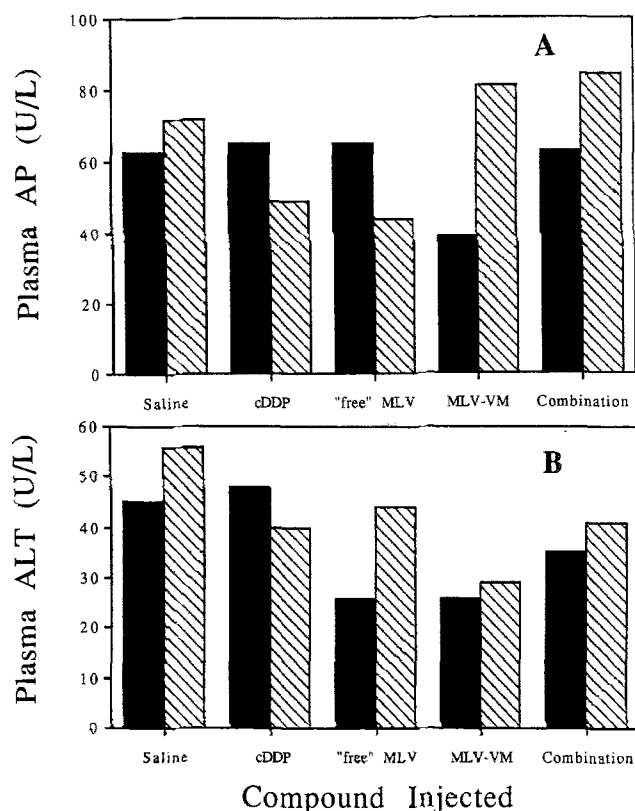 A
Plasma AP (U/L)
100
80
60
40
20
0
Saline cDDP "free" MLV MLV-VM Combination
B
Plasma ALT (U/L)
60
50
40
30
20
10
0
Saline cDDP "free" MLV MLV-VM Combination
Compound Injected